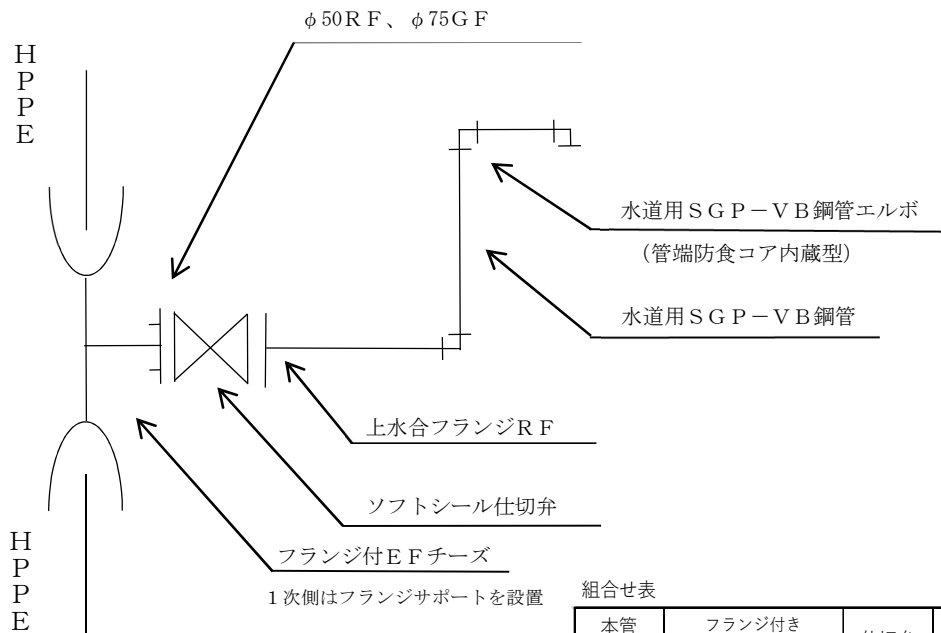 φ50RF、φ75GF
HPPE
水道用SGP－VB鋼管エルボ
（管端防食コア内蔵型）
水道用SGP－VB鋼管
上水合フランジRF
ソフトシール仕切弁
フランジ付EFチーズ
1次側はフランジサポートを設置
HPPE
組合せ表
本管
フランジ付き